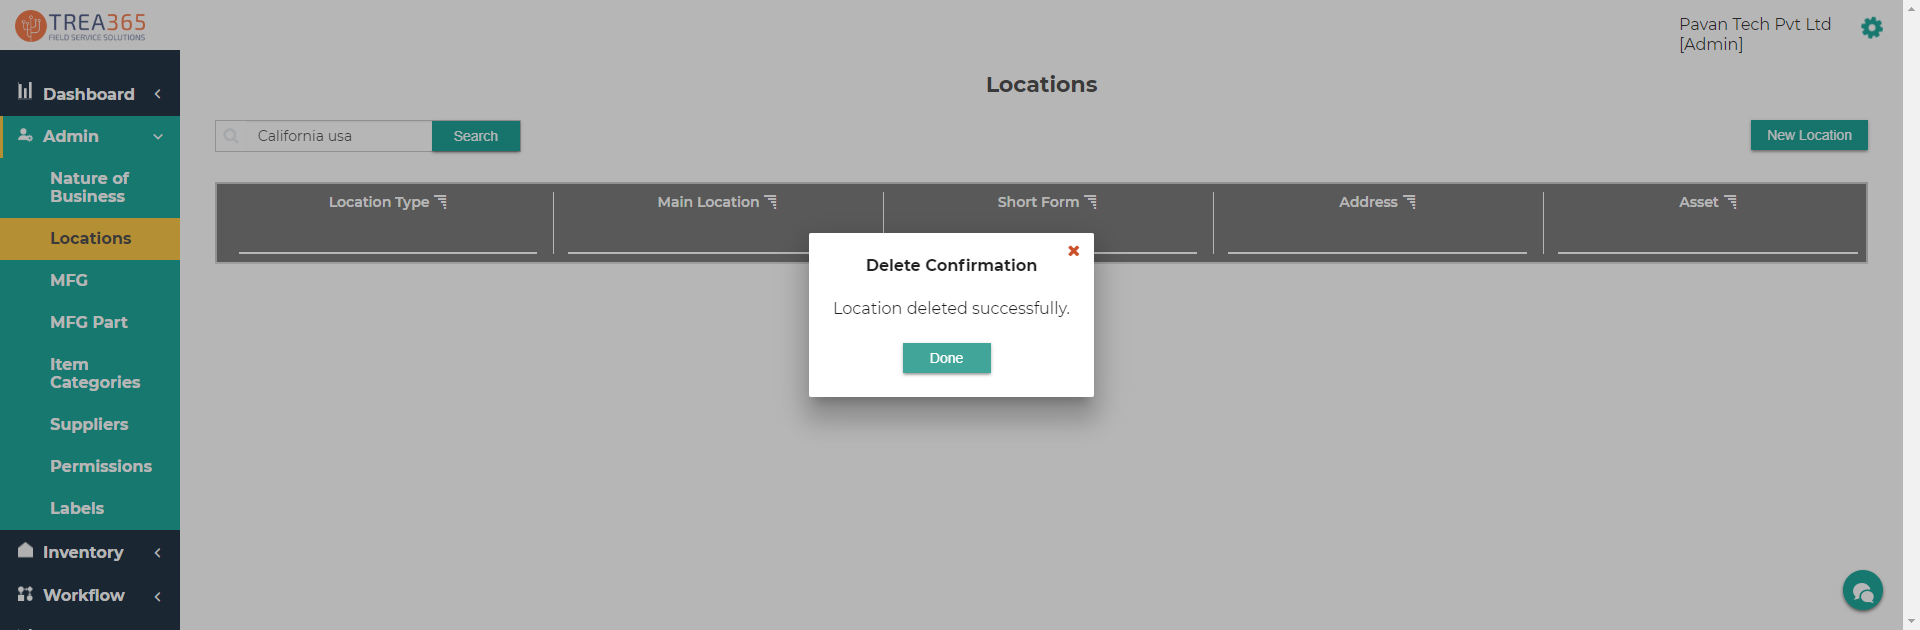 TREA365
FIELD SERVICE SOLUTIONS
Pavan Tech Pvt Ltd
[Admin]
Dashboard
Admin
Nature of
Business
Locations
MFG
MFG Part
Item
Categories
Suppliers
Permissions
Labels
Inventory
Workflow
Locations
California usa
Search
New Location
Location Type
Main Location
Short Form
Address
Asset
Delete Confirmation
Location deleted successfully.
Done